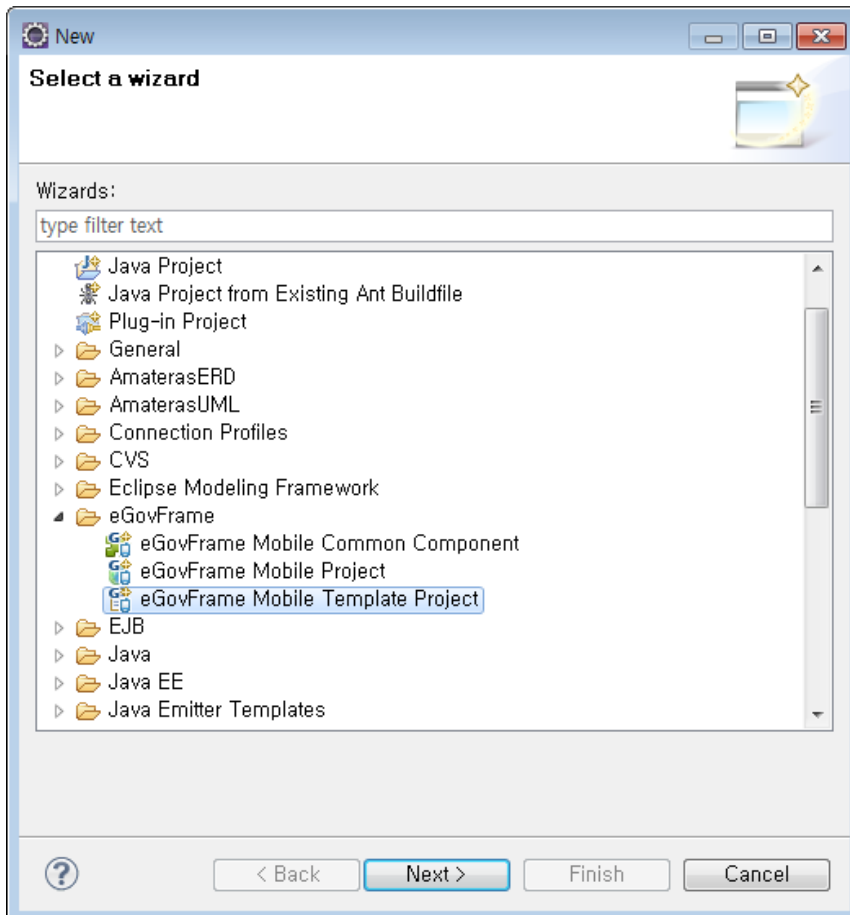 New
Select a wizard
Wizards:
type filter text
Java Project
Java Project from Existing Ant Buildfile
Plug-in Project
General
AmaterasERD
AmaterasUML
Connection Profiles
CVS
Eclipse Modeling Framework
eGovFrame
eGovFrame Mobile Common Component
eGovFrame Mobile Project
eGovFrame Mobile Template Project
EJB
Java
Java EE
Java Emitter Templates
? < Back Next > Finish Cancel